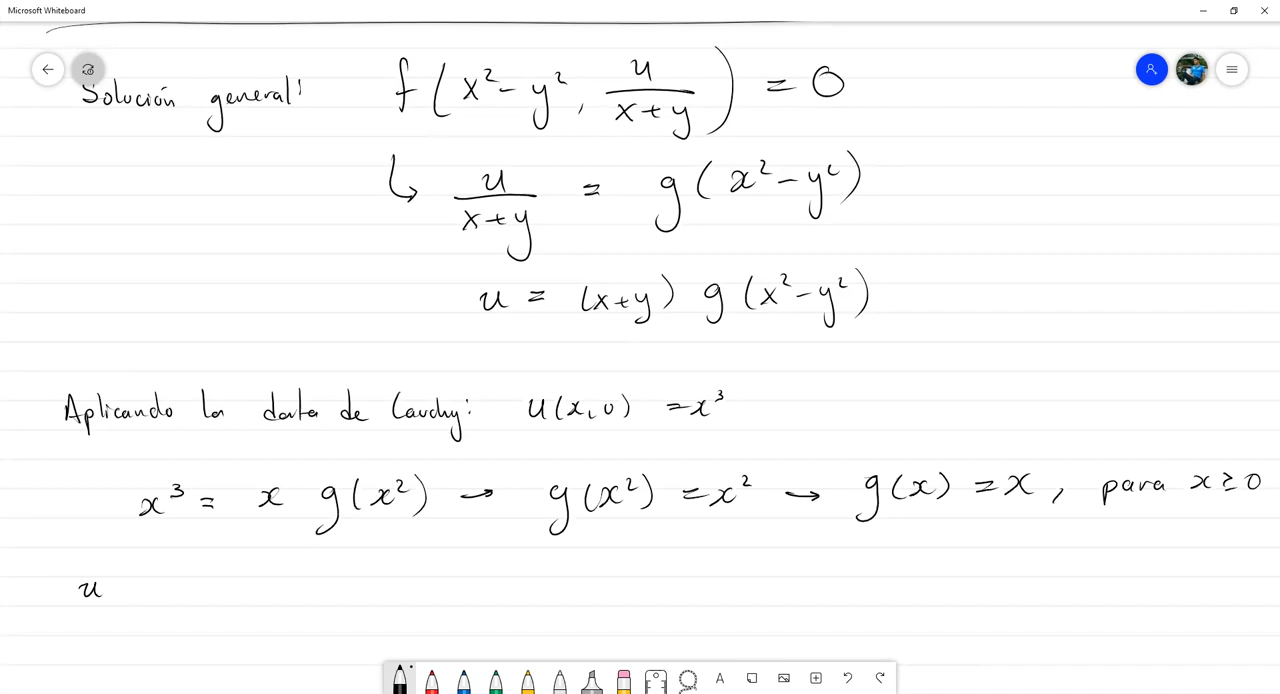 Microsoft Whiteboard
Solución general: f(x² - y², u/(x+y)) = 0
↳ u/(x+y) = g(x² - y²)
u = (x+y) g(x² - y²)
Aplicando la data de Cauchy: u(x,0) = x³
x³ = x g(x²) → g(x²) = x² → g(x) = x, para x ≥ 0
u
A